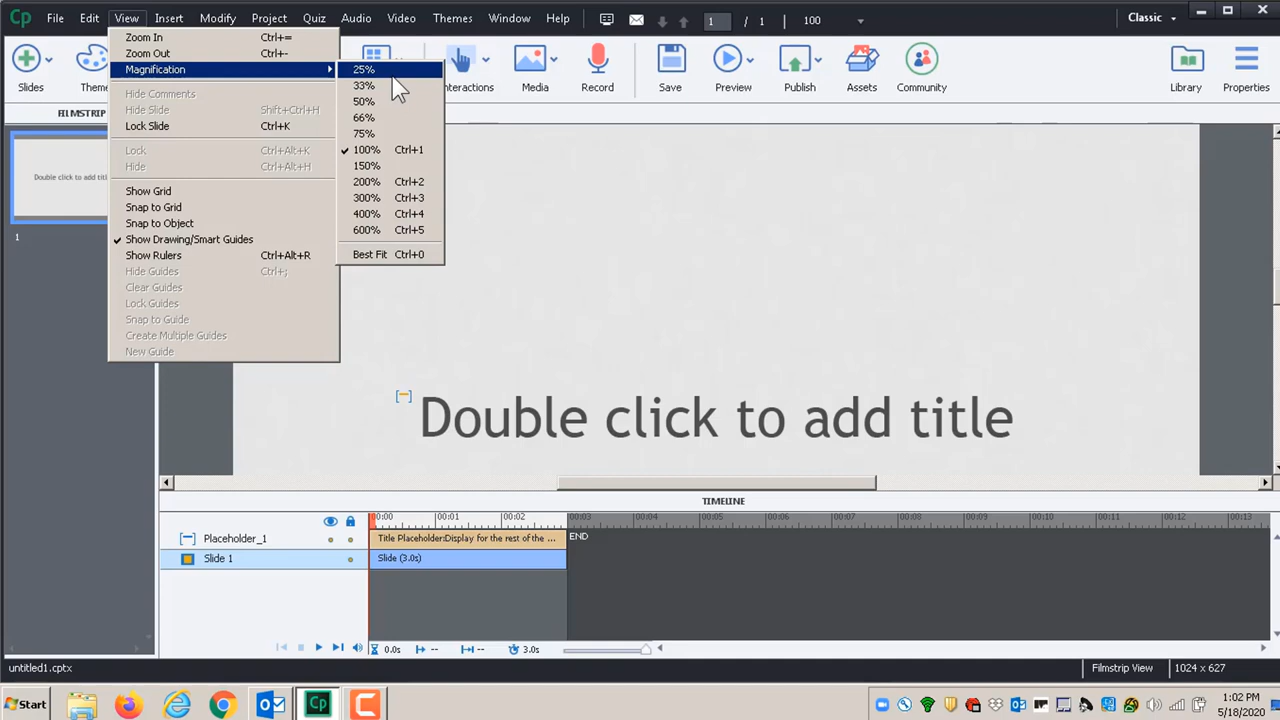 Cp File Edit View Insert Modify Project Quiz Audio Video Themes Window Help 1 / 1 100 Classic
Zoom In Ctrl+=
Zoom Out Ctrl+-
Magnification
Hide Comments
Hide Slide Shift+Ctrl+H
Lock Slide Ctrl+K
Lock Ctrl+Alt+K
Hide Ctrl+Alt+H
Show Grid
Snap to Grid
Snap to Object
Show Drawing/Smart Guides
Show Rulers Ctrl+Alt+R
Hide Guides Ctrl+;
Clear Guides
Lock Guides
Snap to Guide
Create Multiple Guides
New Guide
25%
33%
50%
66%
75%
100% Ctrl+1
150%
200% Ctrl+2
300% Ctrl+3
400% Ctrl+4
600% Ctrl+5
Best Fit Ctrl+0
Slides Them nteractions Media Record Save Preview Publish Assets Community Library Properties
FILMSTRIP
Double click to add titl
1
Double click to add title
TIMELINE
00:00 00:01 00:02 00:03 00:04 00:05 00:06 00:07 00:08 00:09 00:10 00:11 00:12 00:13
Placeholder_1 Title Placeholder:Display for the rest of the ... END
Slide 1 Slide (3.0s)
0.0s -- -- 3.0s
untitled1.cptx Filmstrip View 1024 x 627
Start Cp 1:02 PM
5/18/2020